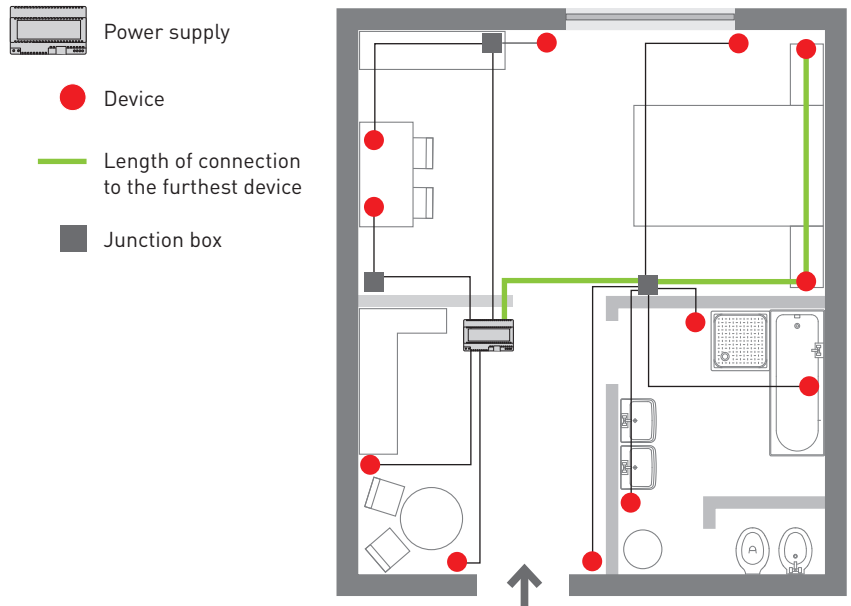 Power supply
Device
Length of connection
to the furthest device
Junction box